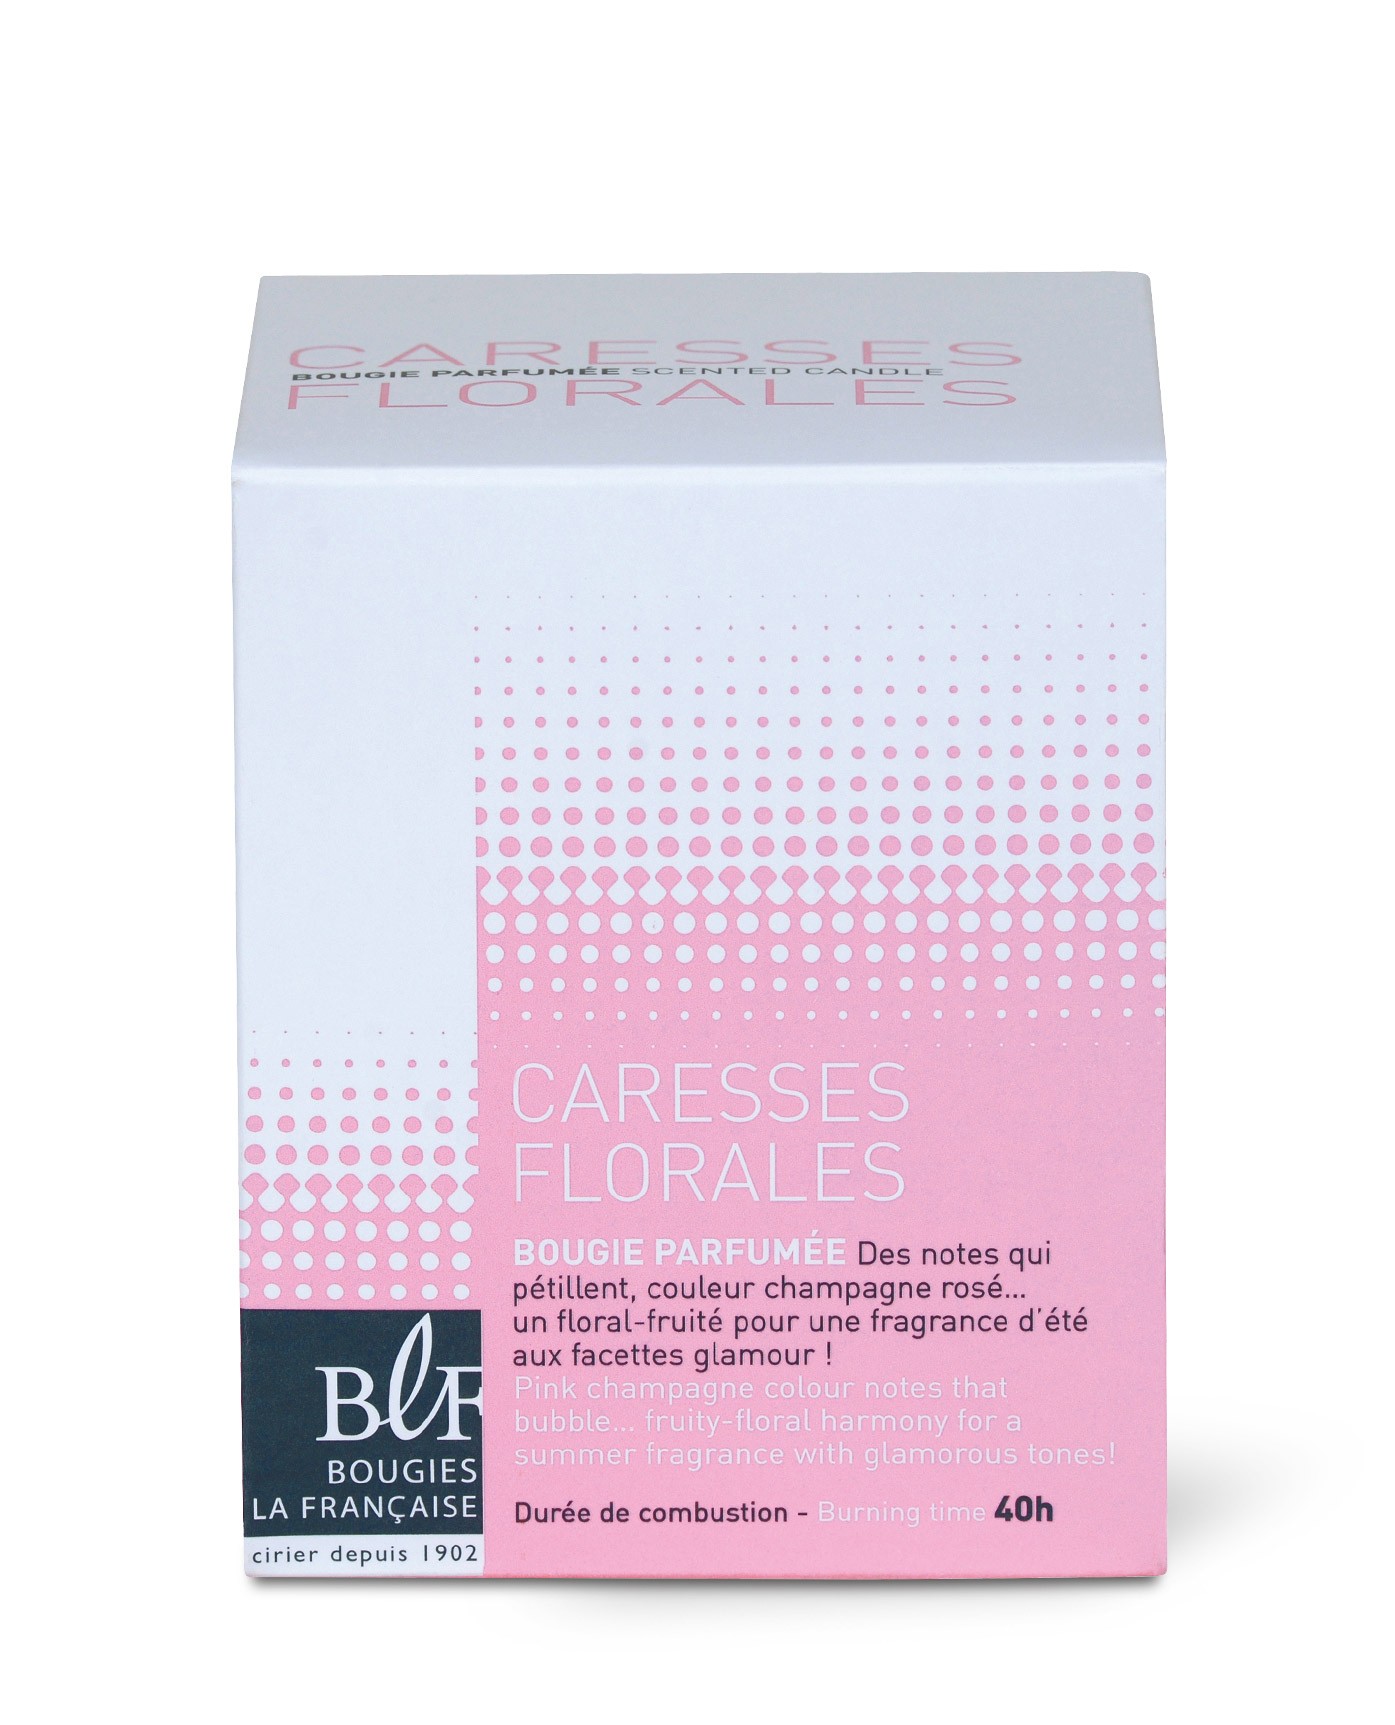 CARESSES
BOUGIE PARFUMÉE SCENTED CANDLE
FLORALES
CARESSES
FLORALES
BOUGIE PARFUMÉE Des notes qui
pétillent, couleur champagne rosé...
un floral-fruité pour une fragrance d'été
aux facettes glamour !
Pink champagne colour notes that
bubble... fruity-floral harmony for a
summer fragrance with glamorous tones!
Durée de combustion - Burning time 40h
BlF
BOUGIES
LA FRANÇAISE
cirier depuis 1902